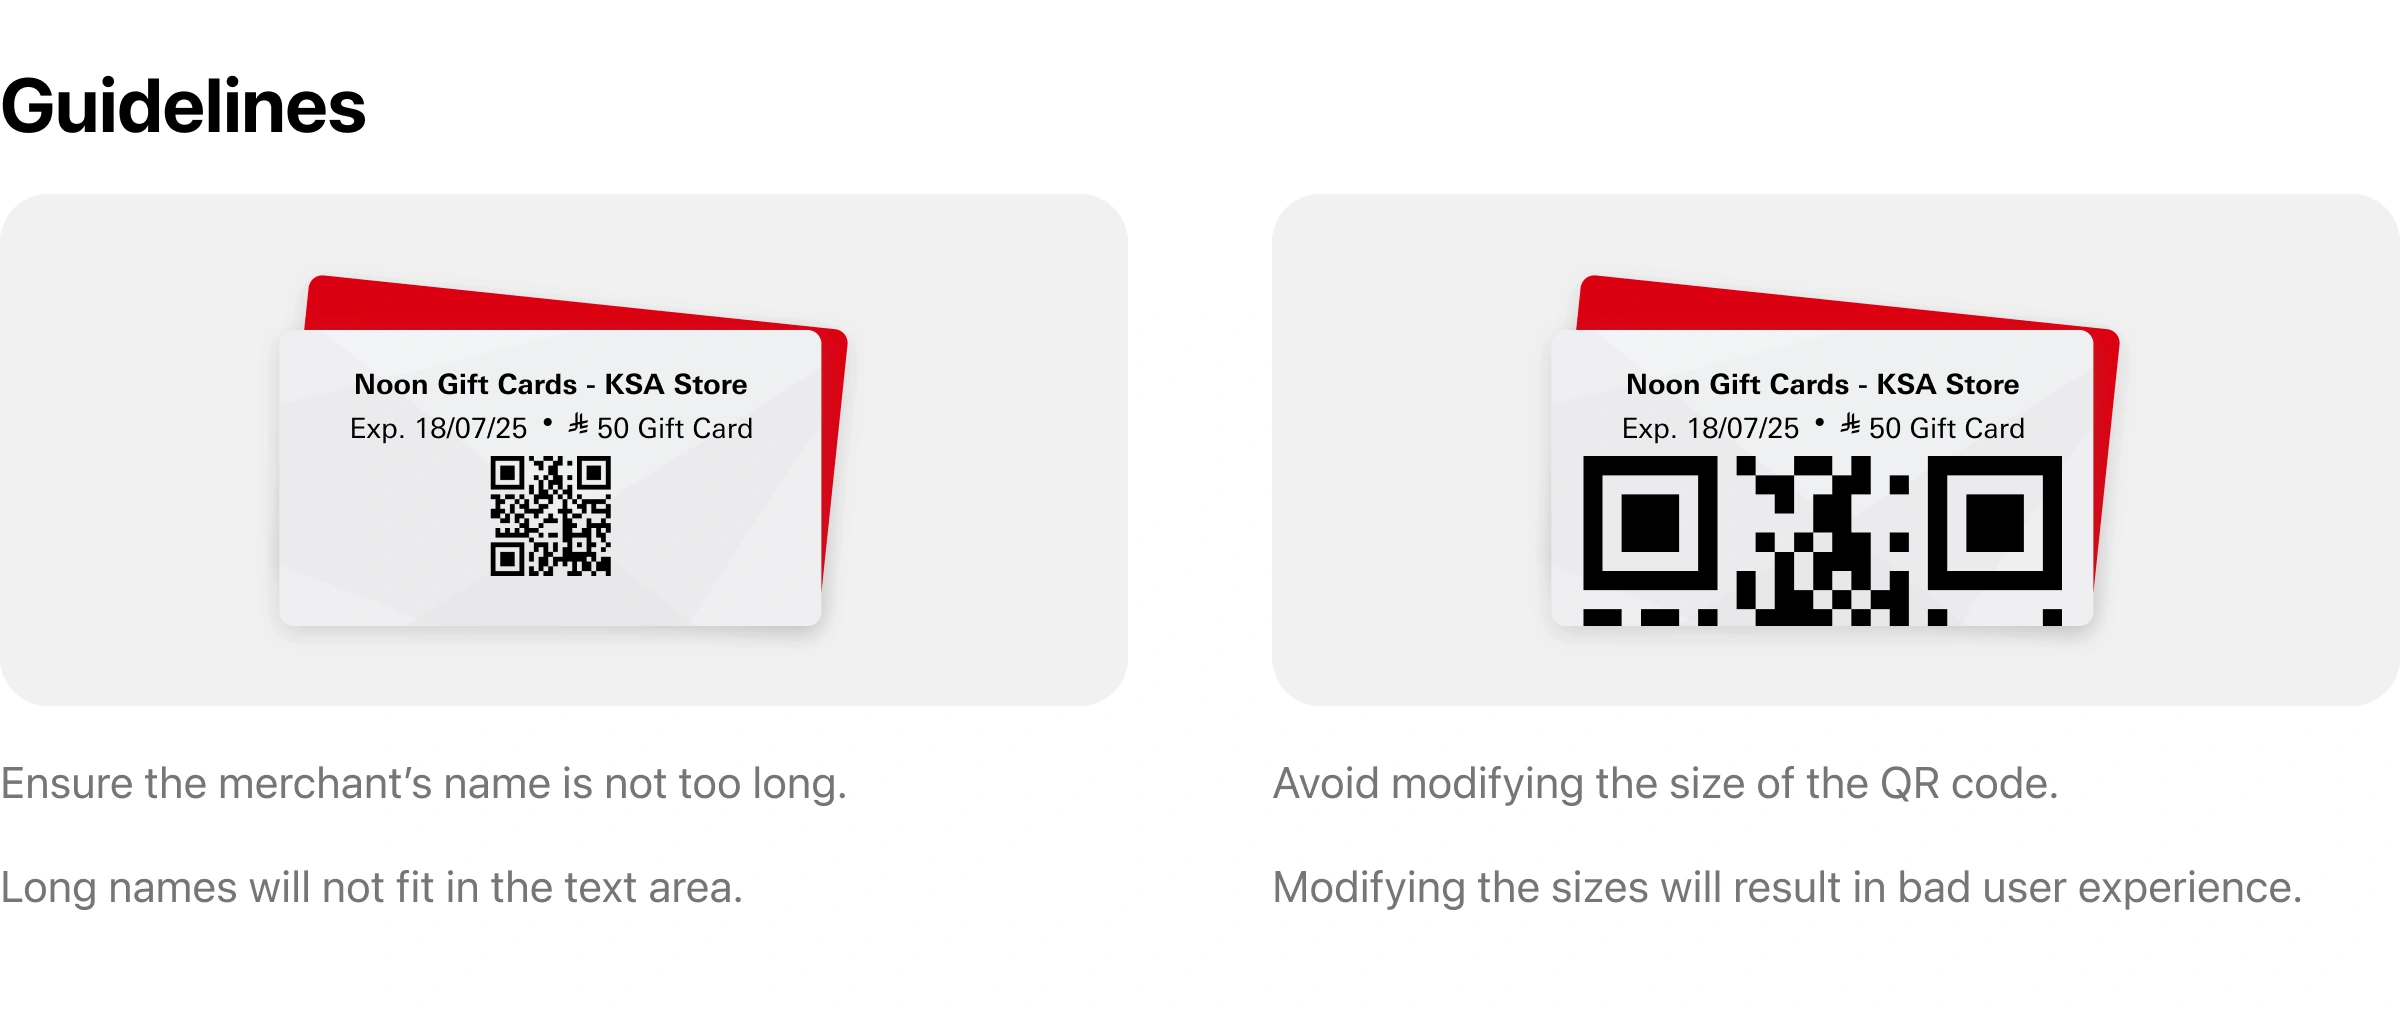 Guidelines
Noon Gift Cards - KSA Store
Exp. 18/07/25 • ⃁ 50 Gift Card
Noon Gift Cards - KSA Store
Exp. 18/07/25 • ⃁ 50 Gift Card
Ensure the merchant’s name is not too long.
Long names will not fit in the text area.
Avoid modifying the size of the QR code.
Modifying the sizes will result in bad user experience.